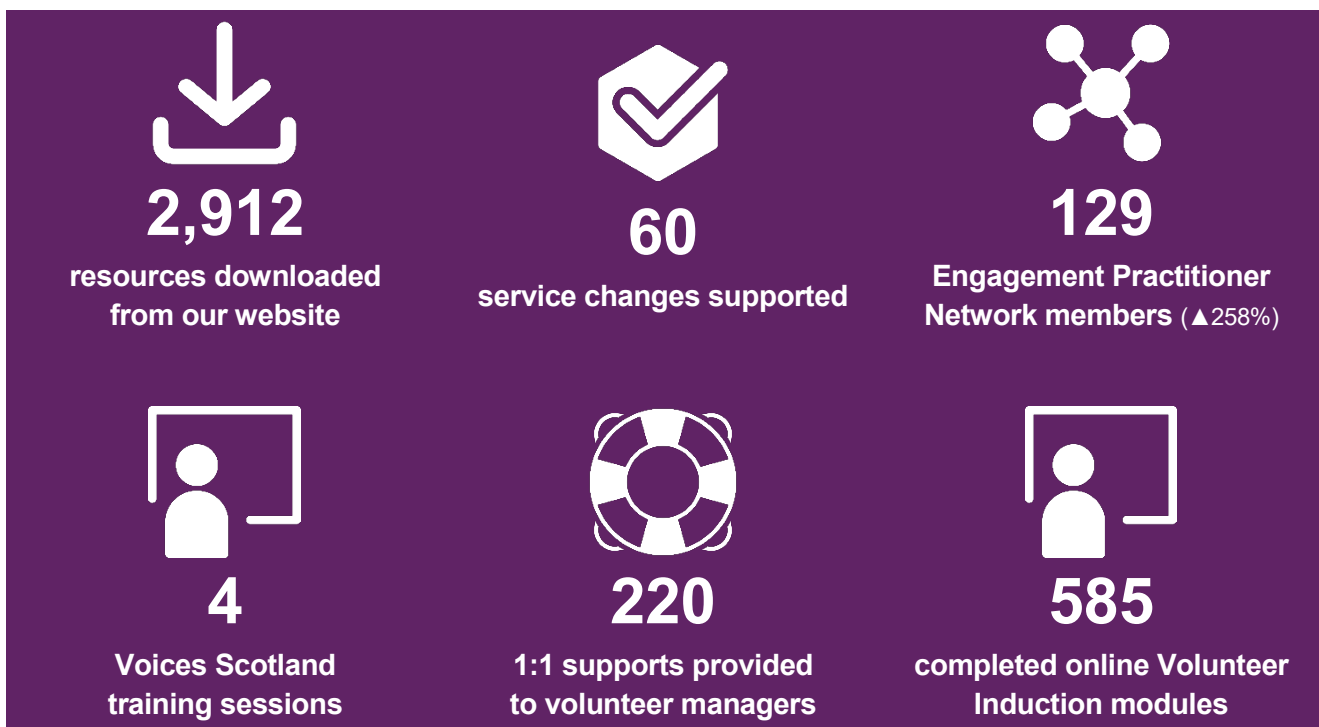 2,912
resources downloaded
from our website
60
service changes supported
129
Engagement Practitioner
Network members (▲258%)
4
Voices Scotland
training sessions
220
1:1 supports provided
to volunteer managers
585
completed online Volunteer
Induction modules